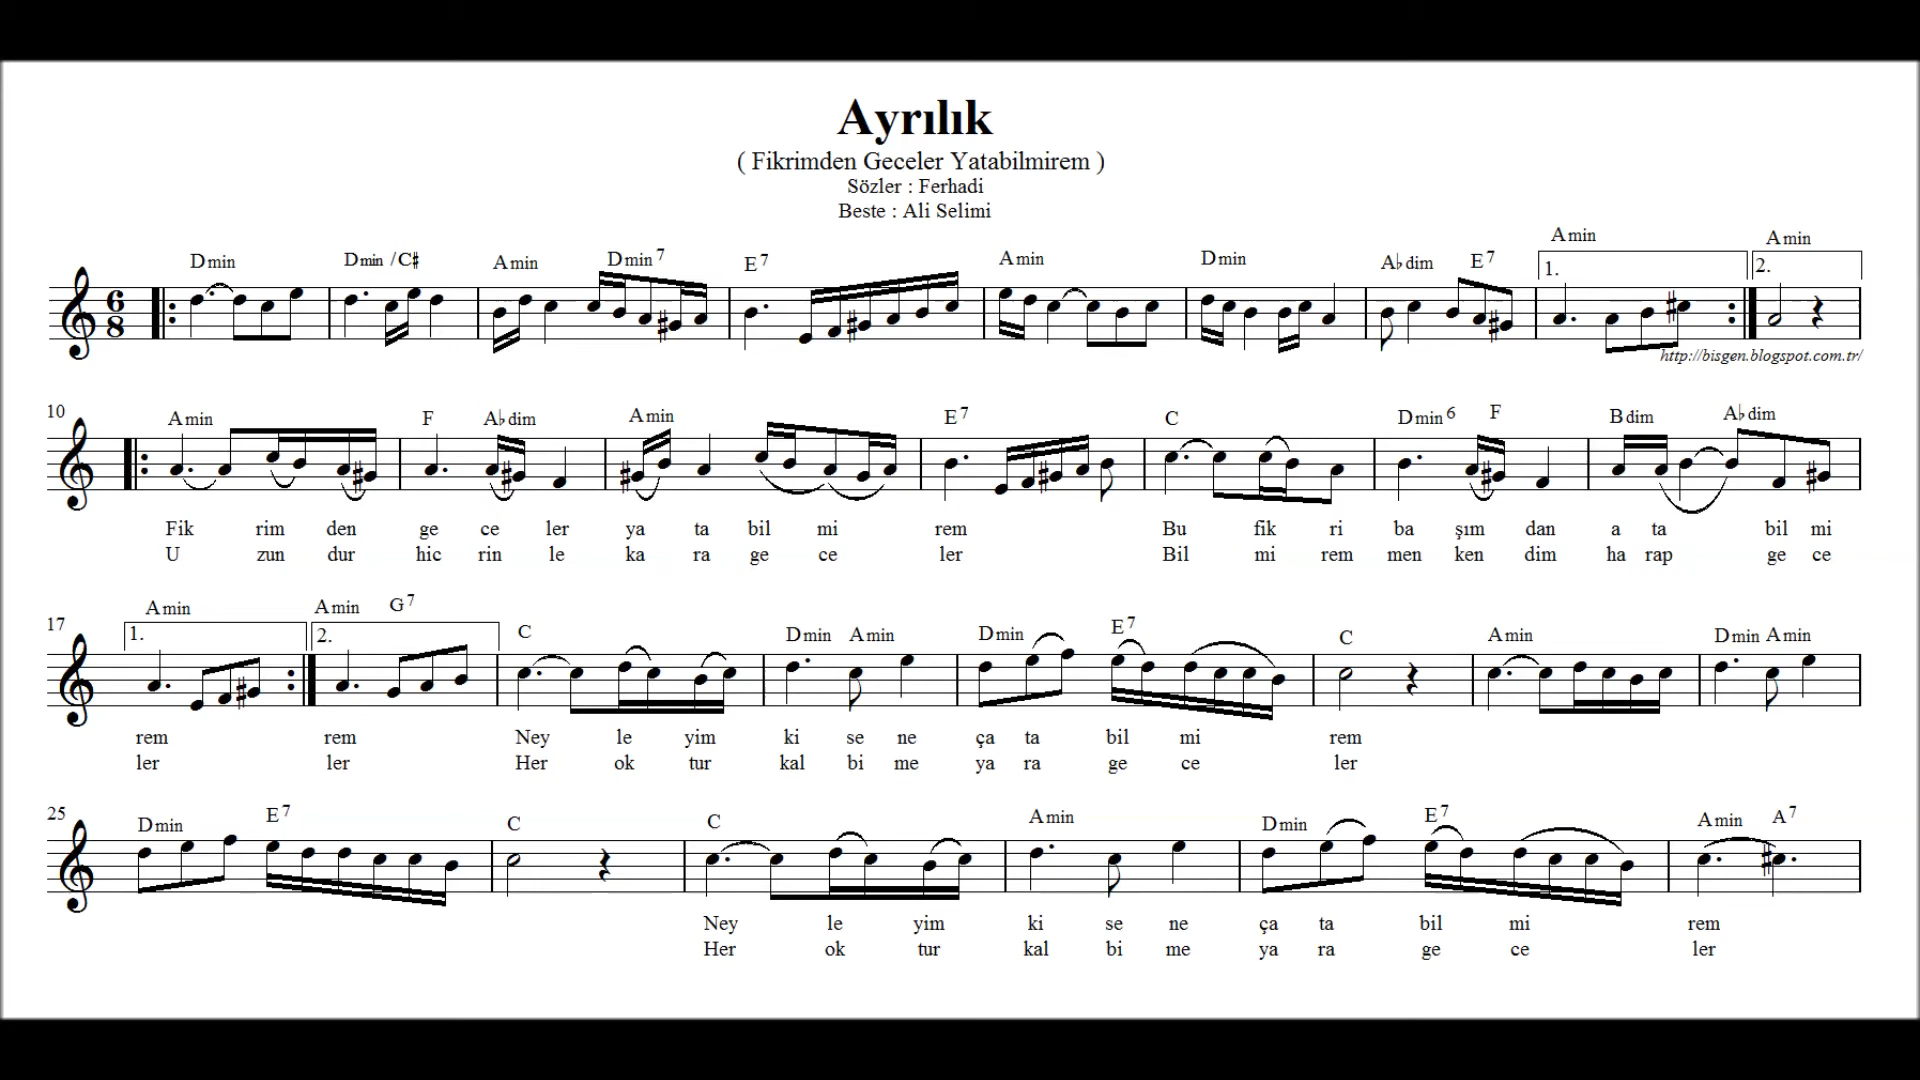 Ayrılık
( Fikrimden Geceler Yatabilmirem )
Sözler : Ferhadi
Beste : Ali Selimi
Dmin Dmin /C# Amin Dmin7 E7 Amin Dmin A♭dim E7 Amin Amin
1. 2.
6
8
http://bisgen.blogspot.com.tr/
10 Amin F A♭dim Amin E7 C Dmin6 F Bdim A♭dim
Fik rim den ge ce ler ya ta bil mi rem Bu fik ri ba şım dan a ta bil mi
U zun dur hic rin le ka ra ge ce ler Bil mi rem men ken dim ha rap ge ce
17 Amin Amin G7 C Dmin Amin Dmin E7 C Amin Dmin Amin
1. 2.
rem rem Ney le yim ki se ne ça ta bil mi rem
ler ler Her ok tur kal bi me ya ra ge ce ler
25 Dmin E7 C C Amin Dmin E7 Amin A7
Ney le yim ki se ne ça ta bil mi rem
Her ok tur kal bi me ya ra ge ce ler